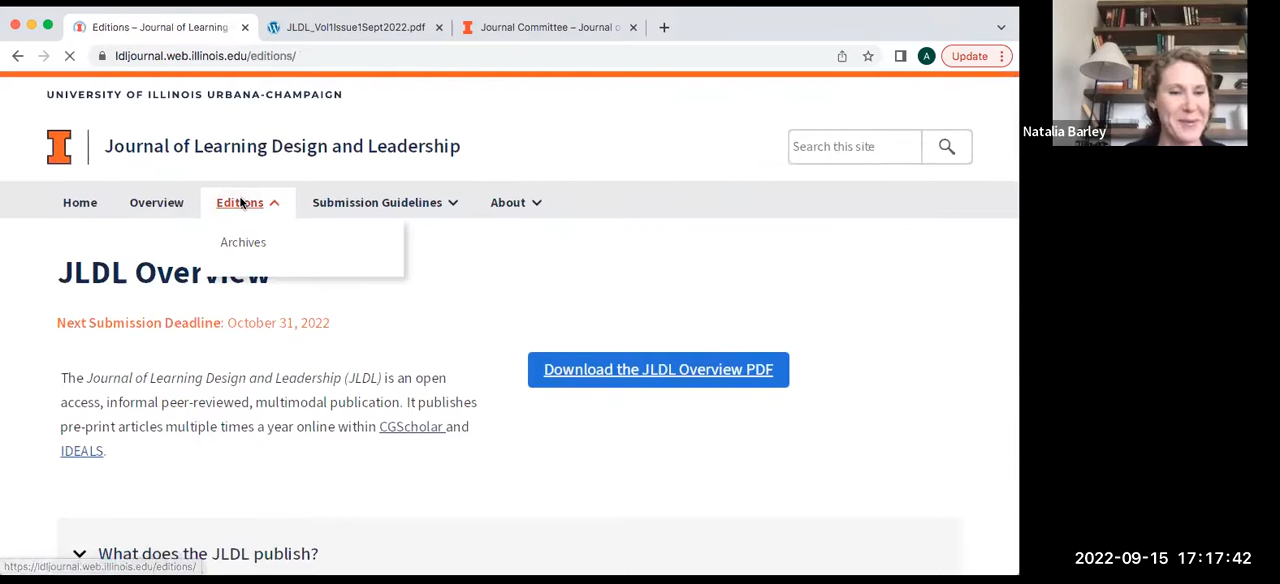 Editions – Journal of Learning
JLDL_Vol1Issue1Sept2022.pdf
Journal Committee – Journal o
ldljournal.web.illinois.edu/editions/
A
Update
UNIVERSITY OF ILLINOIS URBANA-CHAMPAIGN
Journal of Learning Design and Leadership
Search this site
Home
Overview
Editions
Submission Guidelines
About
Archives
JLDL Overview
Next Submission Deadline: October 31, 2022
The Journal of Learning Design and Leadership (JLDL) is an open
access, informal peer-reviewed, multimodal publication. It publishes
pre-print articles multiple times a year online within CGScholar and
IDEALS.
Download the JLDL Overview PDF
What does the JLDL publish?
https://ldljournal.web.illinois.edu/editions/
Natalia Barley
2022-09-15 17:17:42